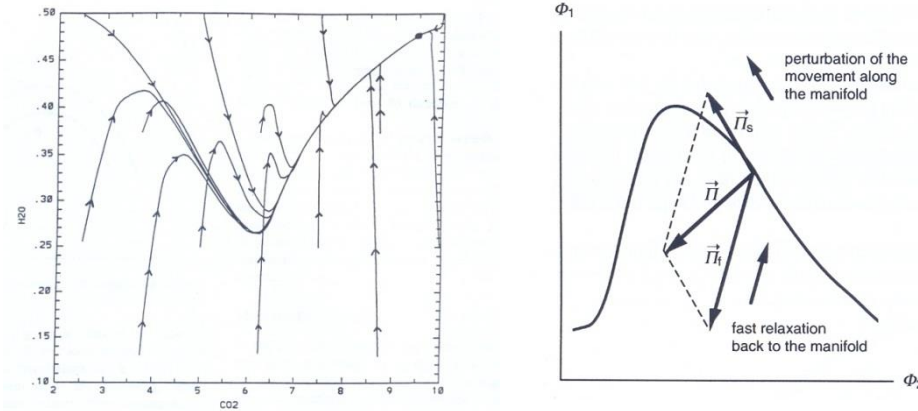 .50
.45
.40
.35
.30
.25
.20
.15
.10
H2O
2
3
4
5
6
7
8
9
10
CO2
Φ1
perturbation of the
movement along
the manifold
Π⃗s
Π⃗
Π⃗f
fast relaxation
back to the manifold